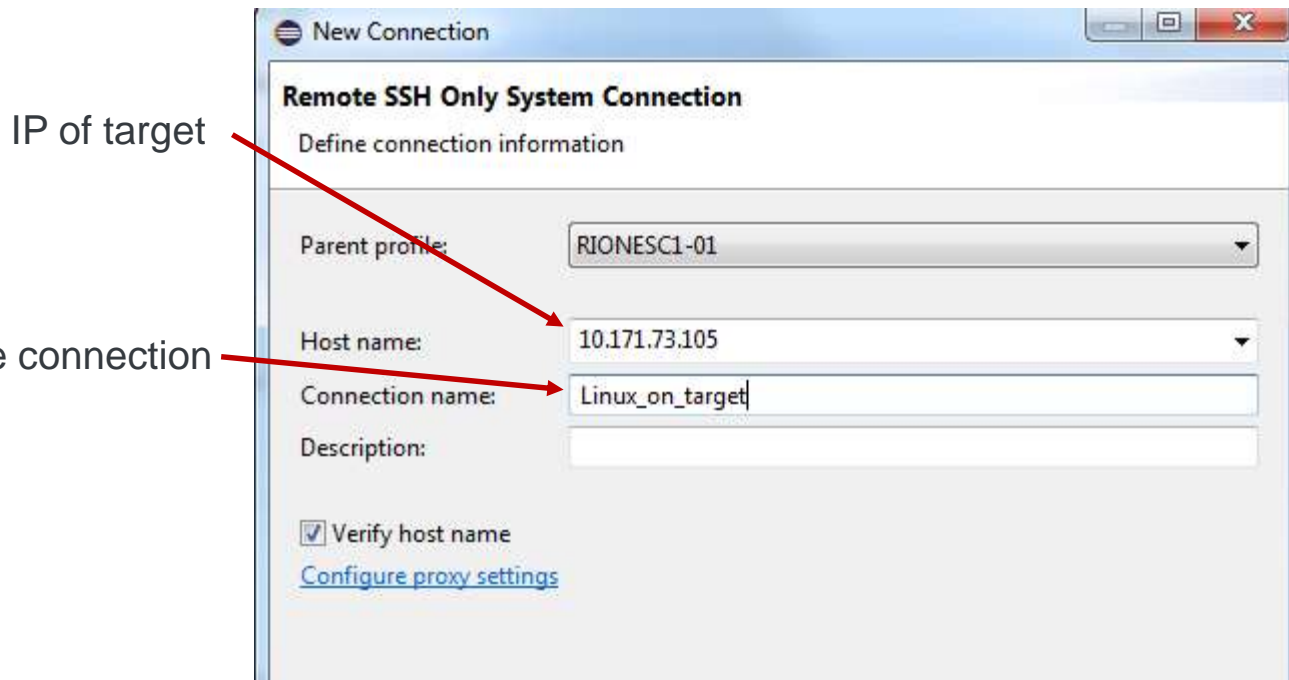 New Connection
Remote SSH Only System Connection
IP of target
Define connection information
Parent profile: RIONESC1-01
Host name: 10.171.73.105
e connection
Connection name: Linux_on_target
Description:
Verify host name
Configure proxy settings